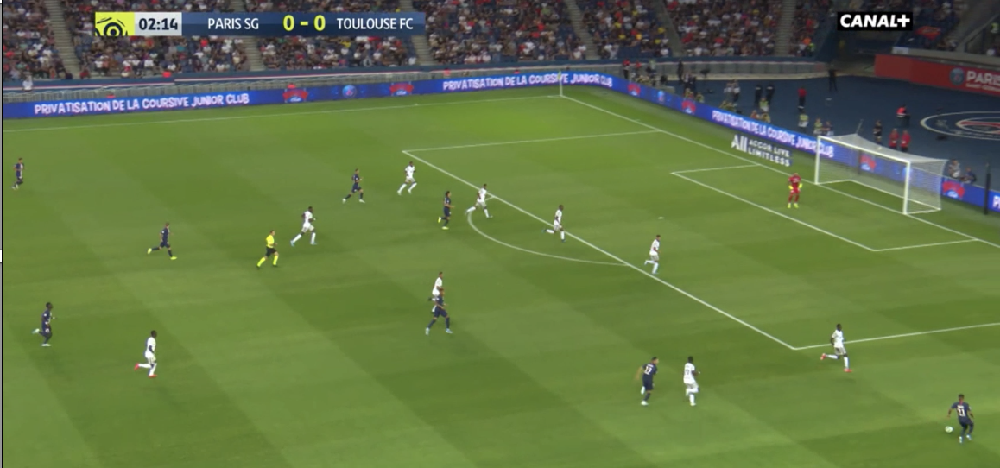 02:14 PARIS SG 0 - 0 TOULOUSE FC
CANAL+
PARIS
PRIVATISATION DE LA COURSIVE JUNIOR CLUB
PRIVATISATION DE LA COURSIVE JUNIOR CLUB
PRIVATISATION DE LA COURSIVE JUNIOR CLUB
ALL ACCOR LIVE
LIMITLESS